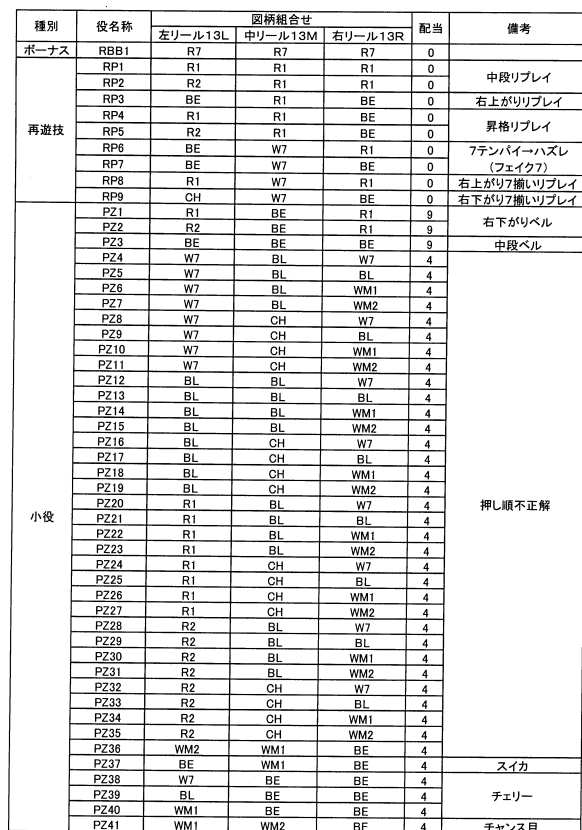 種別 役名称 図柄組合せ 配当 備考
左リール13L 中リール13M 右リール13R
ボーナス RBB1 R7 R7 R7 0
再遊技 RP1 R1 R1 R1 0 中段リプレイ
RP2 R2 R1 R1 0
RP3 BE R1 BE 0 右上がりリプレイ
RP4 R1 R1 BE 0 昇格リプレイ
RP5 R2 R1 BE 0
RP6 BE W7 R1 0 7テンパイ→ハズレ
RP7 BE W7 BE 0 (フェイク7)
RP8 R1 W7 R1 0 右上がり7揃いリプレイ
RP9 CH W7 BE 0 右下がり7揃いリプレイ
小役 PZ1 R1 BE R1 9 右下がりベル
PZ2 R2 BE R1 9
PZ3 BE BE BE 9 中段ベル
PZ4 W7 BL W7 4 押し順不正解
PZ5 W7 BL BL 4
PZ6 W7 BL WM1 4
PZ7 W7 BL WM2 4
PZ8 W7 CH W7 4
PZ9 W7 CH BL 4
PZ10 W7 CH WM1 4
PZ11 W7 CH WM2 4
PZ12 BL BL W7 4
PZ13 BL BL BL 4
PZ14 BL BL WM1 4
PZ15 BL BL WM2 4
PZ16 BL CH W7 4
PZ17 BL CH BL 4
PZ18 BL CH WM1 4
PZ19 BL CH WM2 4
PZ20 R1 BL W7 4
PZ21 R1 BL BL 4
PZ22 R1 BL WM1 4
PZ23 R1 BL WM2 4
PZ24 R1 CH W7 4
PZ25 R1 CH BL 4
PZ26 R1 CH WM1 4
PZ27 R1 CH WM2 4
PZ28 R2 BL W7 4
PZ29 R2 BL BL 4
PZ30 R2 BL WM1 4
PZ31 R2 BL WM2 4
PZ32 R2 CH W7 4
PZ33 R2 CH BL 4
PZ34 R2 CH WM1 4
PZ35 R2 CH WM2 4
PZ36 WM2 WM1 BE 4
PZ37 BE WM1 BE 4 スイカ
PZ38 W7 BE BE 4 チェリー
PZ39 BL BE BE 4
PZ40 WM1 BE BE 4
PZ41 WM1 WM2 BE 4 チャンス目